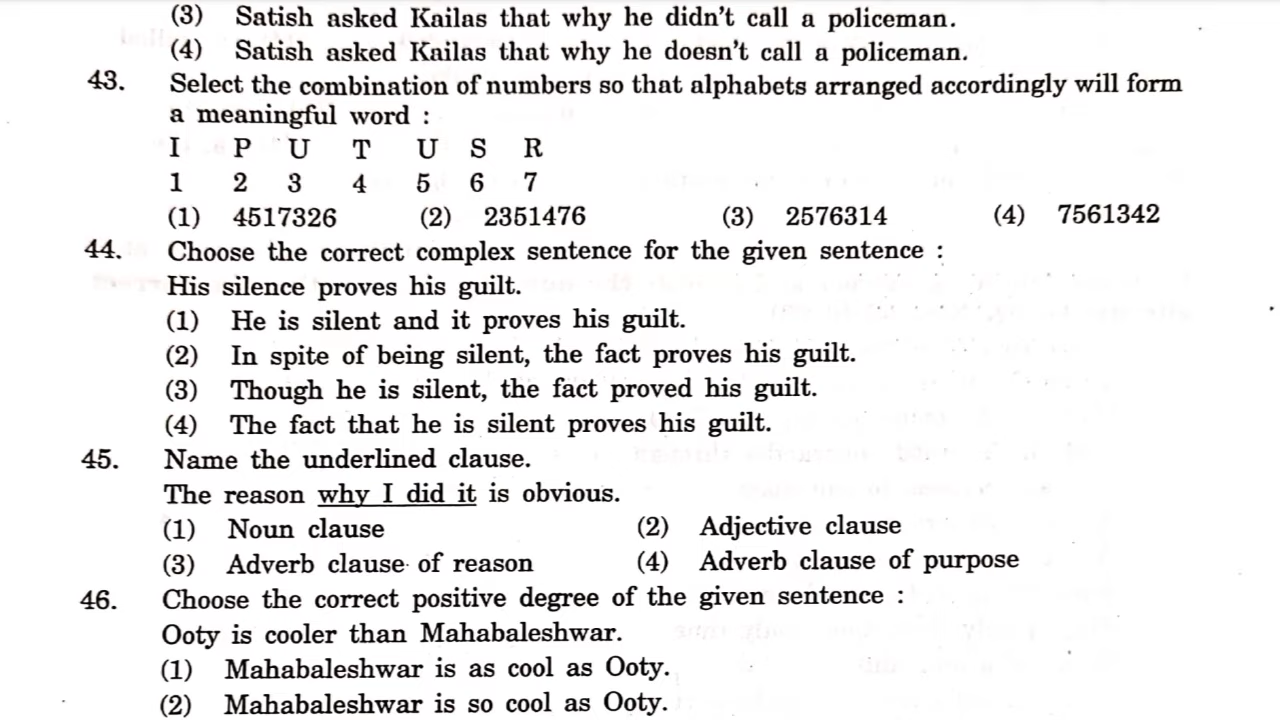 (3) Satish asked Kailas that why he didn't call a policeman.
(4) Satish asked Kailas that why he doesn't call a policeman.
43. Select the combination of numbers so that alphabets arranged accordingly will form
a meaningful word :
I P U T U S R
1 2 3 4 5 6 7
(1) 4517326 (2) 2351476 (3) 2576314 (4) 7561342
44. Choose the correct complex sentence for the given sentence :
His silence proves his guilt.
(1) He is silent and it proves his guilt.
(2) In spite of being silent, the fact proves his guilt.
(3) Though he is silent, the fact proved his guilt.
(4) The fact that he is silent proves his guilt.
45. Name the underlined clause.
The reason why I did it is obvious.
(1) Noun clause (2) Adjective clause
(3) Adverb clause of reason (4) Adverb clause of purpose
46. Choose the correct positive degree of the given sentence :
Ooty is cooler than Mahabaleshwar.
(1) Mahabaleshwar is as cool as Ooty.
(2) Mahabaleshwar is so cool as Ooty.